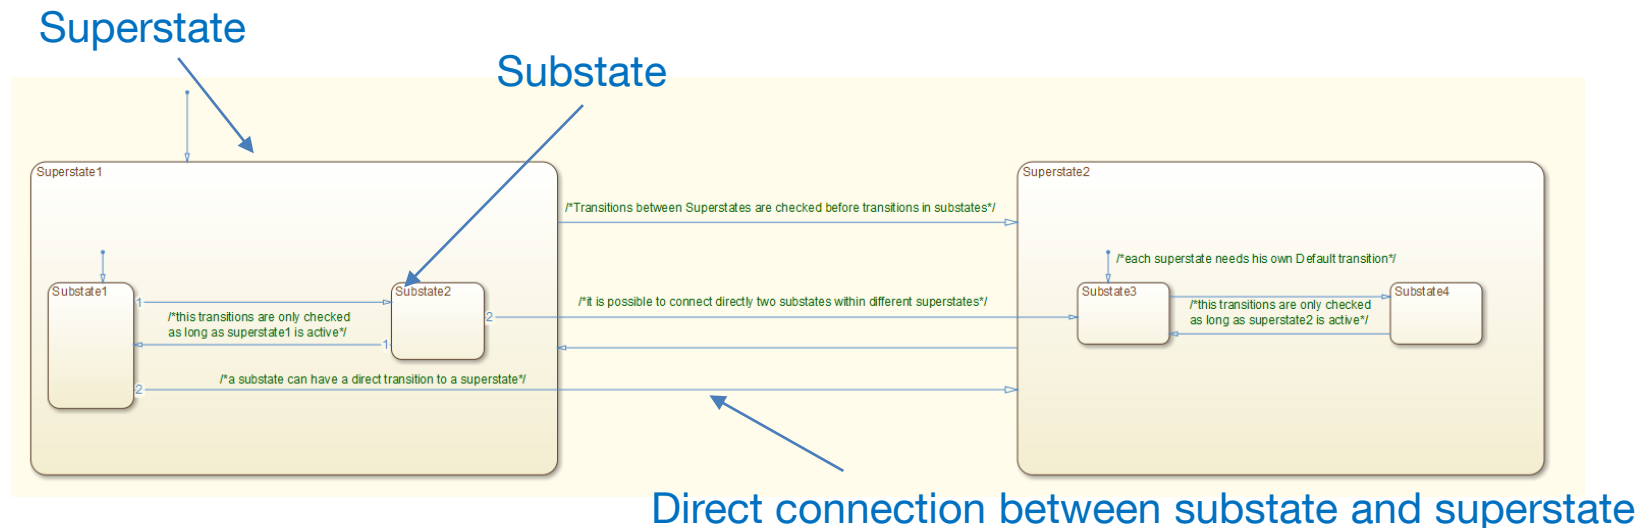 Superstate
Substate
Superstate1
Superstate2
/*Transitions between Superstates are checked before transitions in substates*/
/*each superstate needs his own Default transition*/
Substate1
1
Substate2
/*it is possible to connect directly two substates within different superstates*/
Substate3
Substate4
/*this transitions are only checked
as long as superstate1 is active*/
2
/*this transitions are only checked
as long as superstate2 is active*/
1
/*a substate can have a direct transition to a superstate*/
2
Direct connection between substate and superstate